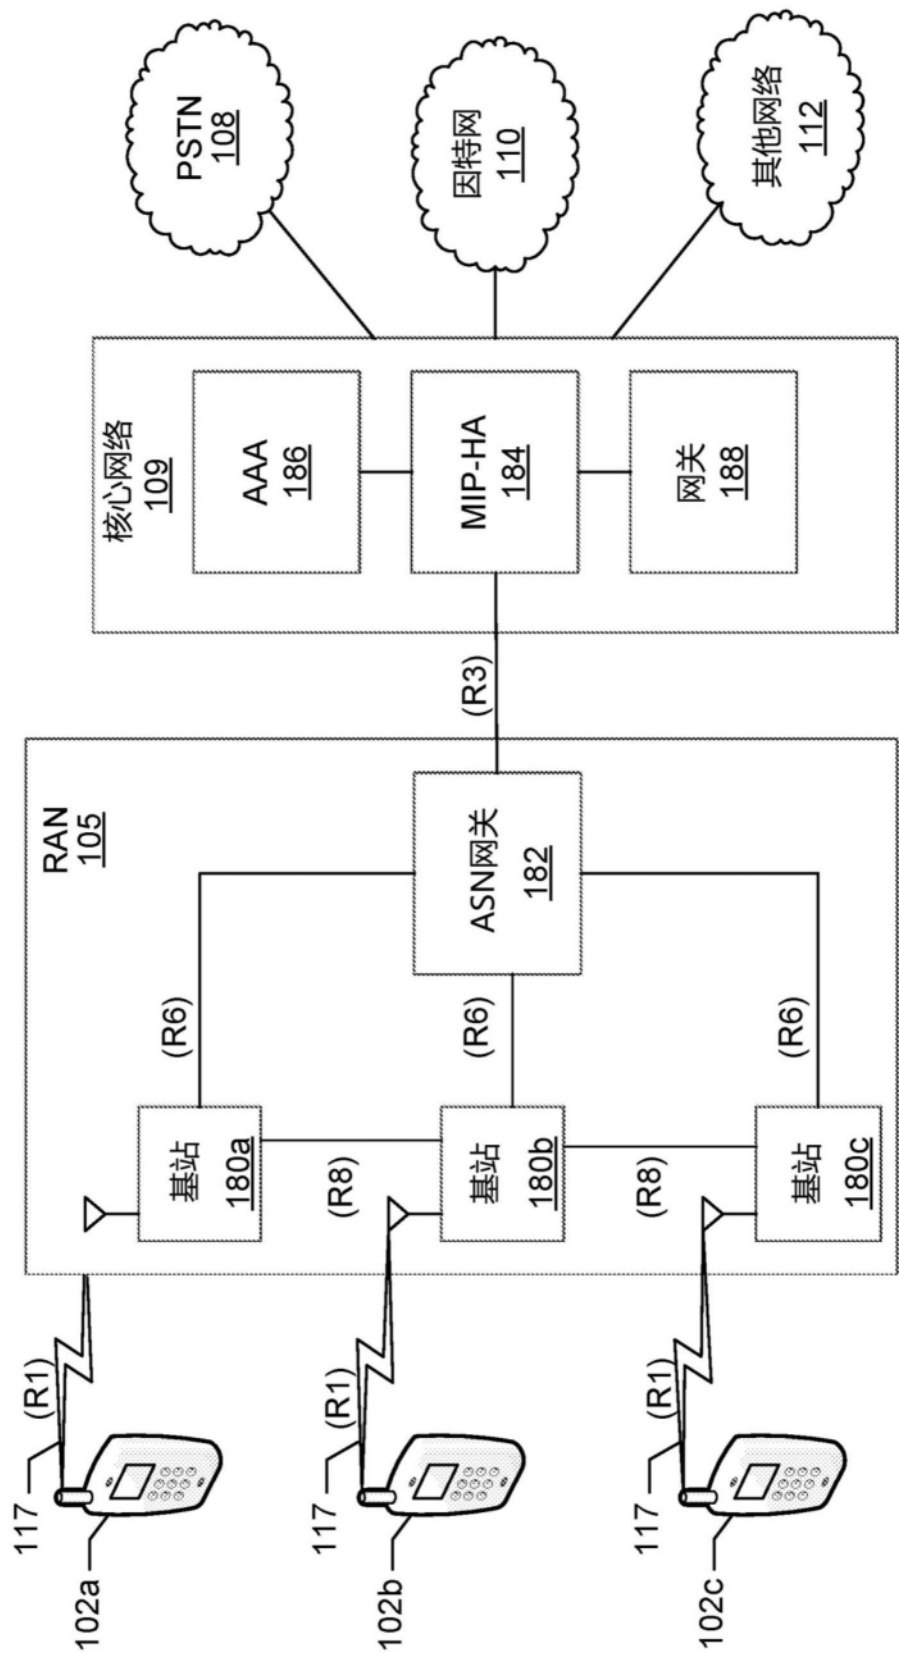 102a
117
(R1)
102b
117
(R1)
102c
117
(R1)
RAN
105
基站
180a
(R8)
基站
180b
(R8)
基站
180c
(R6)
(R6)
(R6)
ASN网关
182
(R3)
核心网络
109
AAA
186
MIP-HA
184
网关
188
PSTN
108
因特网
110
其他网络
112